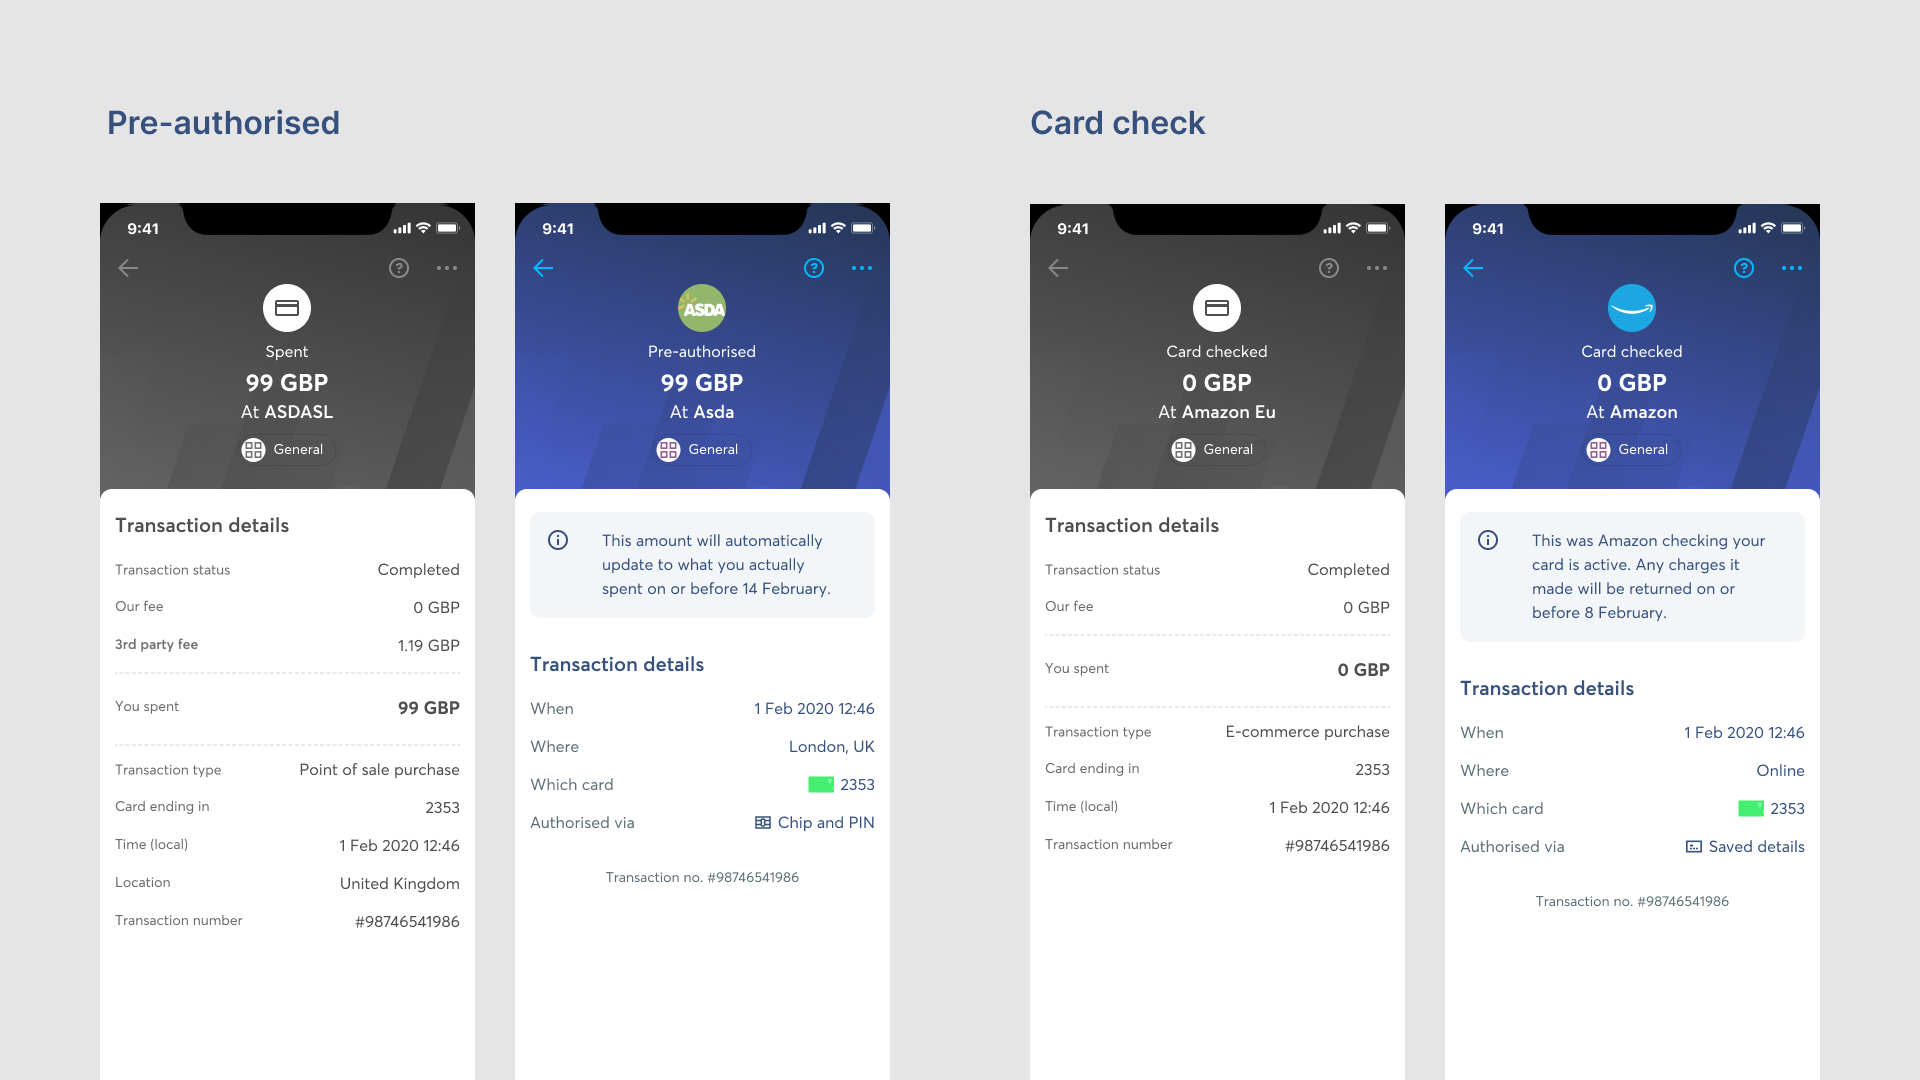 Pre-authorised
Card check
9:41
Spent
99 GBP
At ASDASL
General
Transaction details
Transaction status Completed
Our fee 0 GBP
3rd party fee 1.19 GBP
You spent 99 GBP
Transaction type Point of sale purchase
Card ending in 2353
Time (local) 1 Feb 2020 12:46
Location United Kingdom
Transaction number #98746541986
9:41
ASDA
Pre-authorised
99 GBP
At Asda
General
This amount will automatically
update to what you actually
spent on or before 14 February.
Transaction details
When 1 Feb 2020 12:46
Where London, UK
Which card 2353
Authorised via Chip and PIN
Transaction no. #98746541986
9:41
Card checked
0 GBP
At Amazon Eu
General
Transaction details
Transaction status Completed
Our fee 0 GBP
You spent 0 GBP
Transaction type E-commerce purchase
Card ending in 2353
Time (local) 1 Feb 2020 12:46
Transaction number #98746541986
9:41
Card checked
0 GBP
At Amazon
General
This was Amazon checking your
card is active. Any charges it
made will be returned on or
before 8 February.
Transaction details
When 1 Feb 2020 12:46
Where Online
Which card 2353
Authorised via Saved details
Transaction no. #98746541986